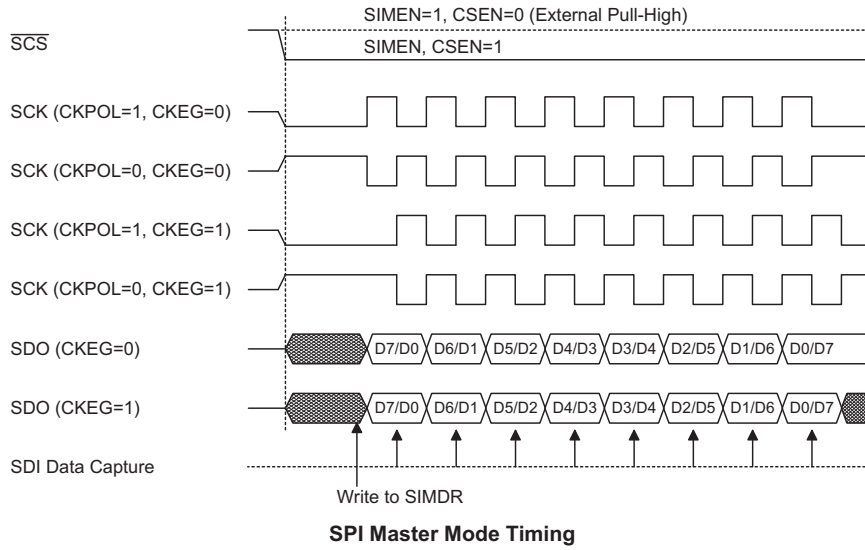 SIMEN=1, CSEN=0 (External Pull-High)
SCS
SIMEN, CSEN=1
SCK (CKPOL=1, CKEG=0)
SCK (CKPOL=0, CKEG=0)
SCK (CKPOL=1, CKEG=1)
SCK (CKPOL=0, CKEG=1)
SDO (CKEG=0) D7/D0 D6/D1 D5/D2 D4/D3 D3/D4 D2/D5 D1/D6 D0/D7
SDO (CKEG=1) D7/D0 D6/D1 D5/D2 D4/D3 D3/D4 D2/D5 D1/D6 D0/D7
SDI Data Capture
Write to SIMDR
SPI Master Mode Timing